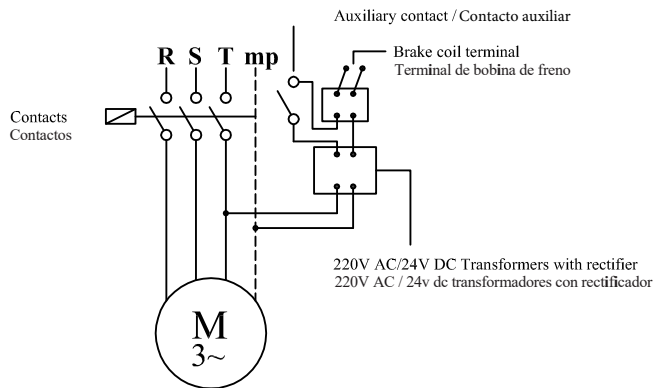 Auxiliary contact / Contacto auxiliar
R S T mp
Brake coil terminal
Terminal de bobina de freno
Contacts
Contactos
220V AC/24V DC Transformers with rectifier
220V AC / 24v dc transformadores con rectificador
M
3~